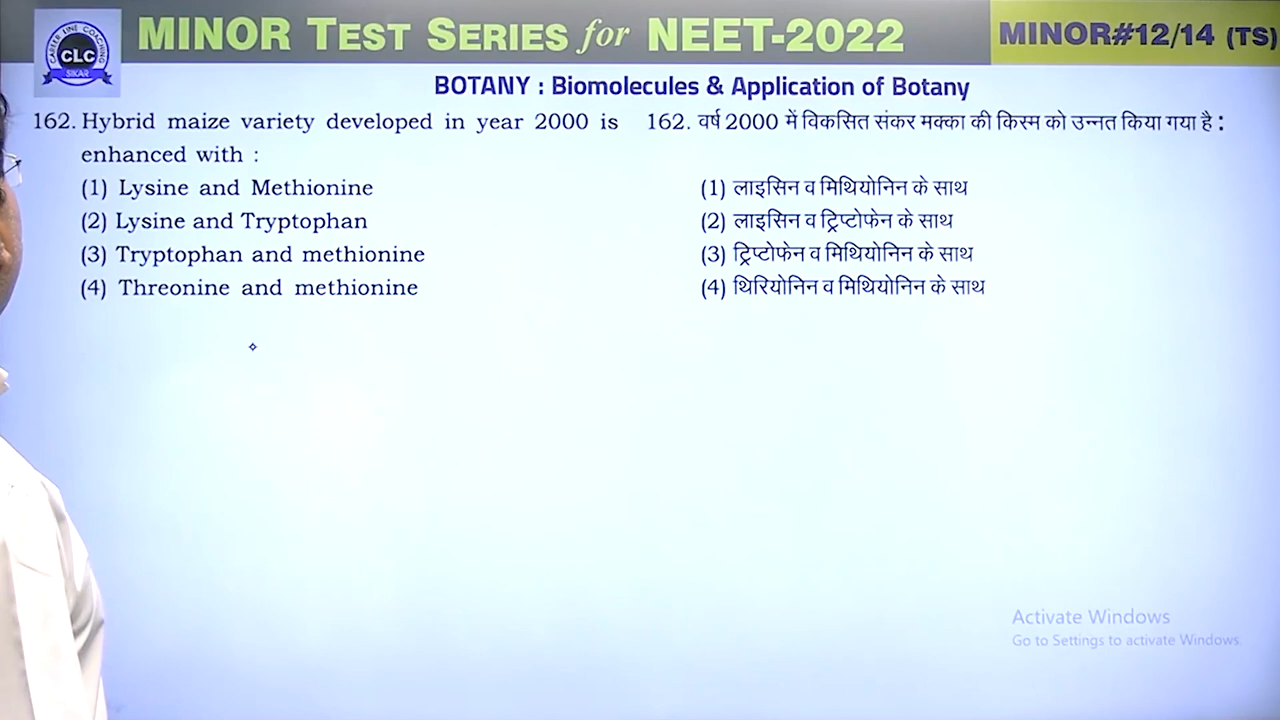 MINOR TEST SERIES for NEET-2022
MINOR#12/14 (TS)
CAREER LINE COACHING
CLC
SIKAR
BOTANY : Biomolecules & Application of Botany
162. Hybrid maize variety developed in year 2000 is
enhanced with :
(1) Lysine and Methionine
(2) Lysine and Tryptophan
(3) Tryptophan and methionine
(4) Threonine and methionine
162. वर्ष 2000 में विकसित संकर मक्का की किस्म को उन्नत किया गया है :
(1) लाइसिन व मिथियोनिन के साथ
(2) लाइसिन व ट्रिप्टोफेन के साथ
(3) ट्रिप्टोफेन व मिथियोनिन के साथ
(4) थिरियोनिन व मिथियोनिन के साथ
Activate Windows
Go to Settings to activate Windows.